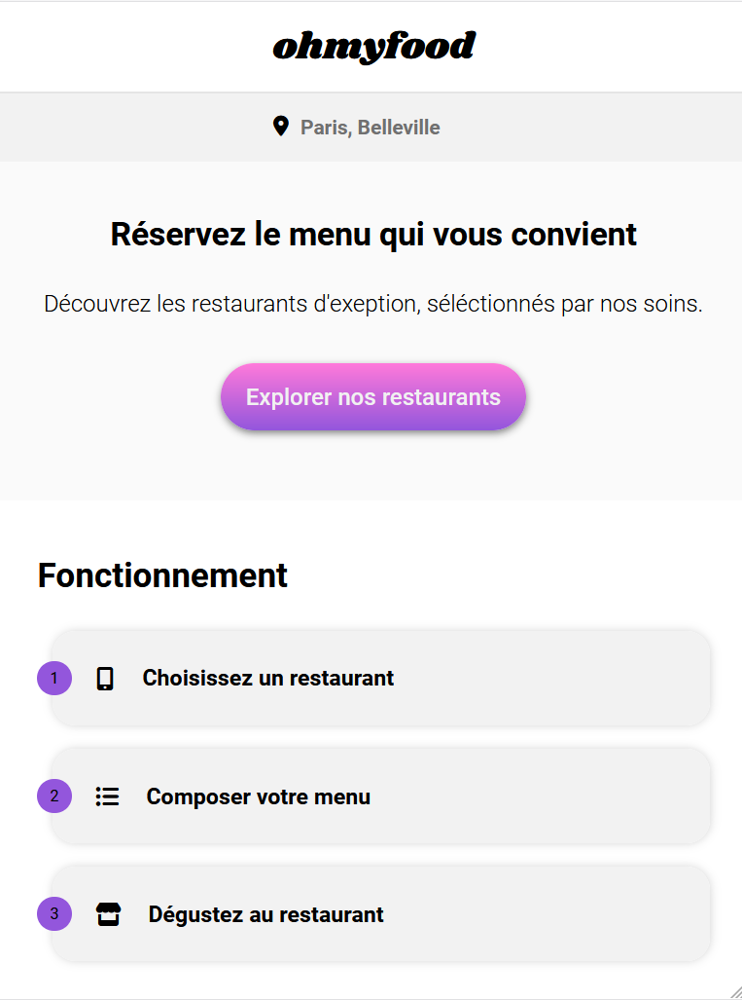 ohmyfood
Paris, Belleville
Réservez le menu qui vous convient
Découvrez les restaurants d'exeption, séléctionnés par nos soins.
Explorer nos restaurants
Fonctionnement
1 Choisissez un restaurant
2 Composer votre menu
3 Dégustez au restaurant